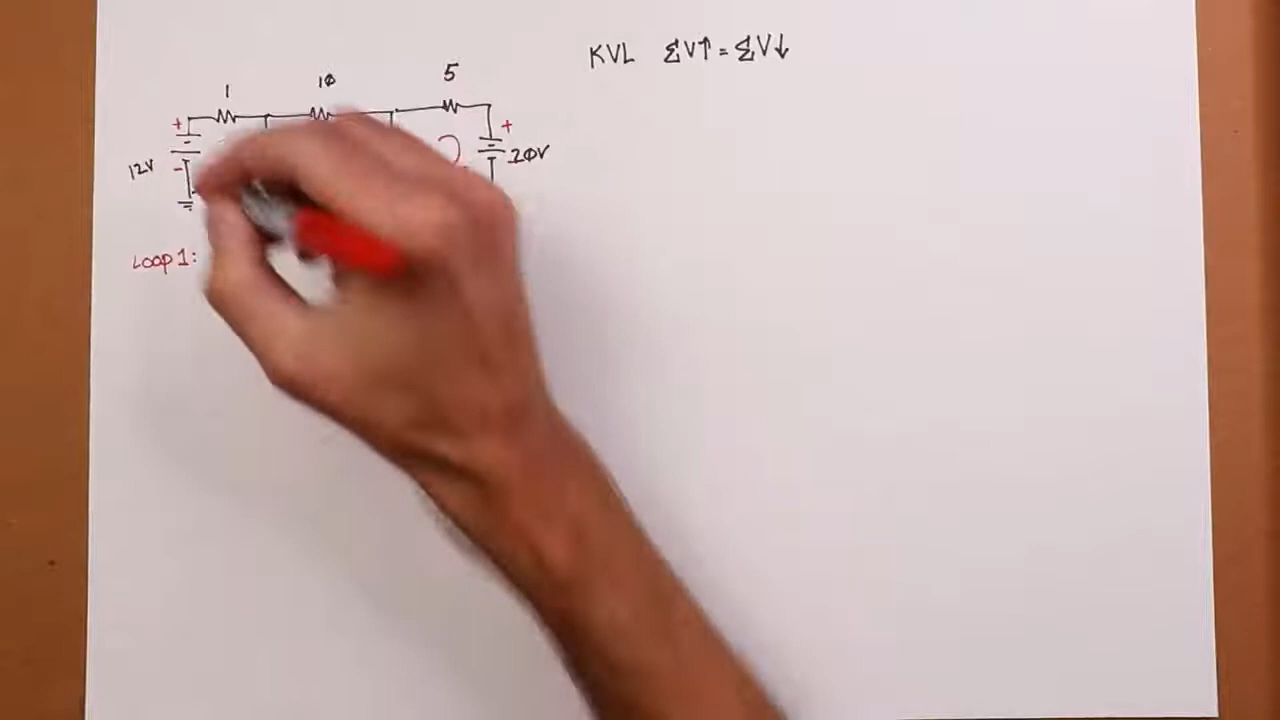 KVL ΣV↑ = ΣV↓
1 10 5
+ +
12V - 20V
Loop 1: